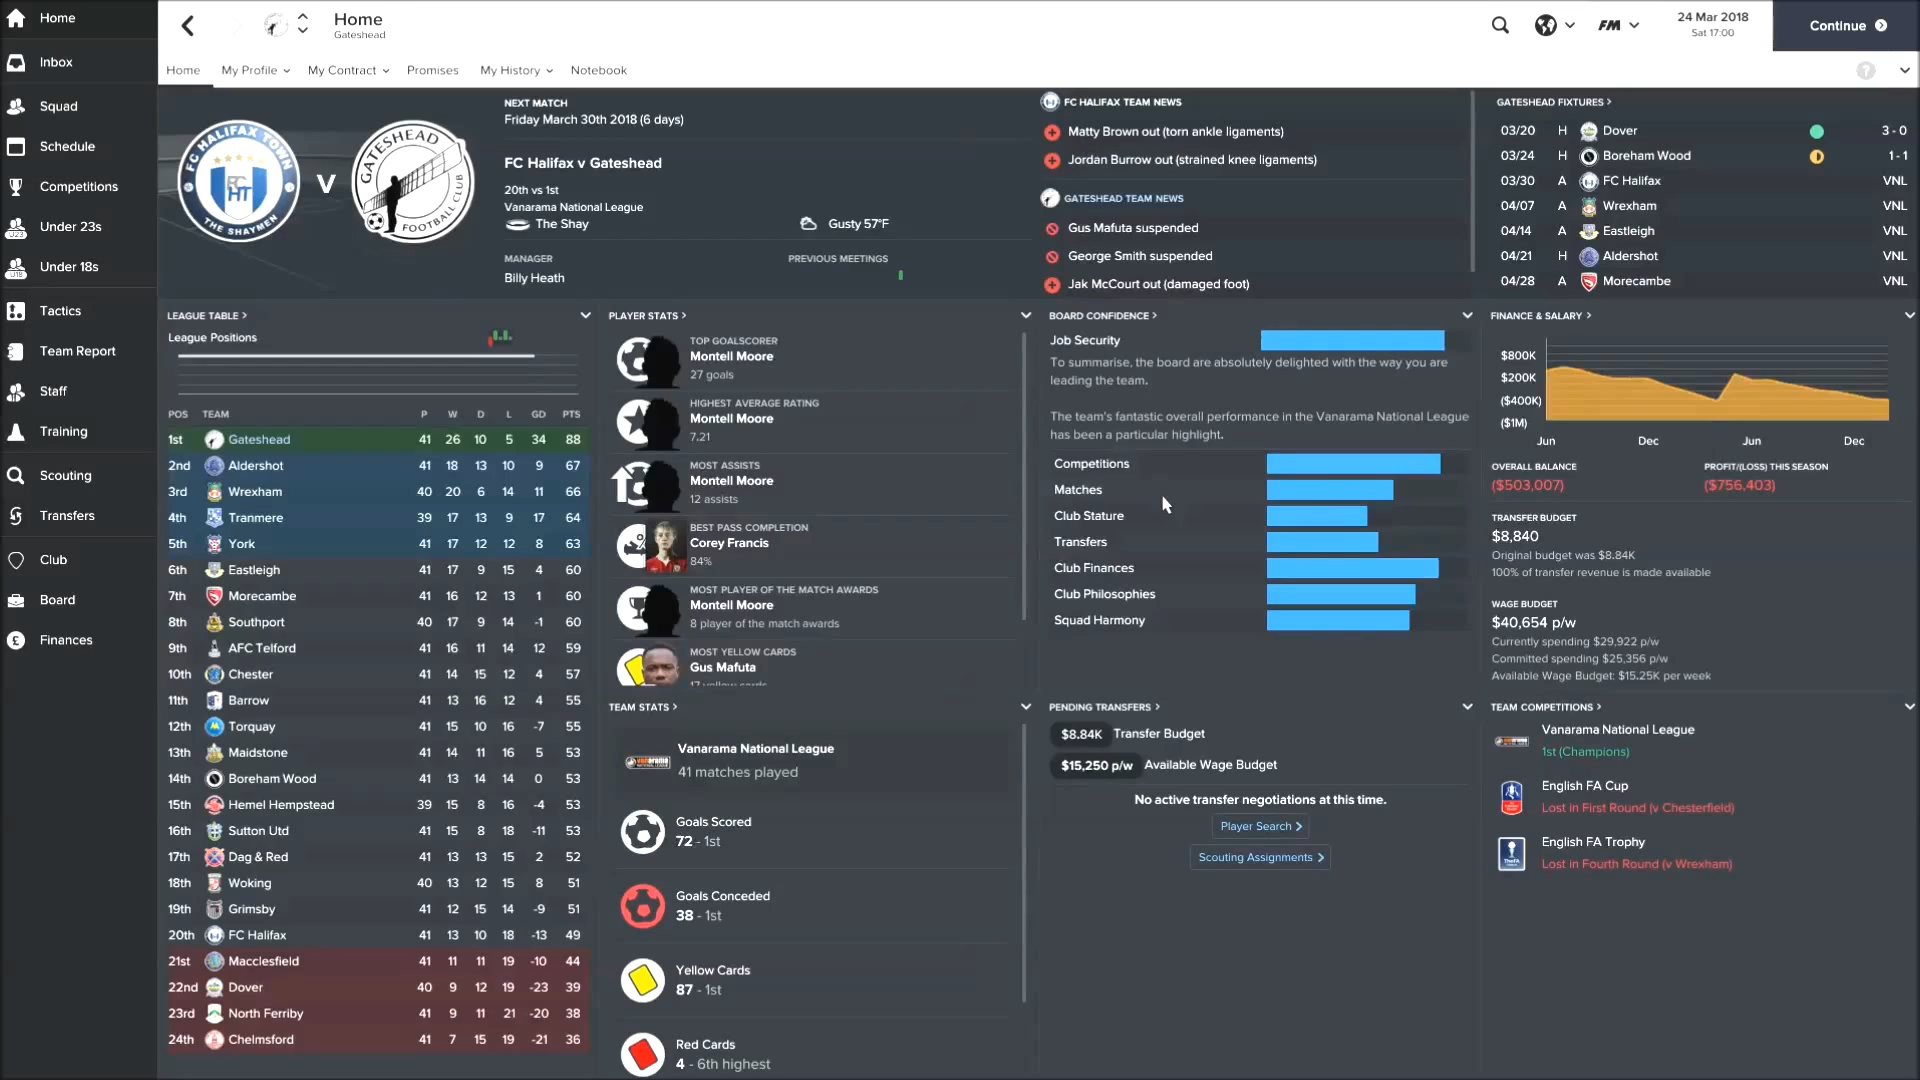 Home
Inbox
Squad
Schedule
Competitions
U23
Under 23s
U18
Under 18s
Tactics
Team Report
Staff
Training
Scouting
Transfers
Club
Board
Finances
Home
Gateshead
FM
24 Mar 2018
Sat 17:00
Continue
Home My Profile My Contract Promises My History Notebook
FC HALIFAX TOWN
THE SHAYMEN
V
GATESHEAD
FOOTBALL CLUB
NEXT MATCH
Friday March 30th 2018 (6 days)
FC Halifax v Gateshead
20th vs 1st
Vanarama National League
The Shay
Gusty 57°F
MANAGER
Billy Heath
PREVIOUS MEETINGS
FC HALIFAX TEAM NEWS
Matty Brown out (torn ankle ligaments)
Jordan Burrow out (strained knee ligaments)
GATESHEAD TEAM NEWS
Gus Mafuta suspended
George Smith suspended
Jak McCourt out (damaged foot)
GATESHEAD FIXTURES >
03/20 H Dover 3 - 0
03/24 H Boreham Wood 1 - 1
03/30 A FC Halifax VNL
04/07 A Wrexham VNL
04/14 A Eastleigh VNL
04/21 H Aldershot VNL
04/28 A Morecambe VNL
LEAGUE TABLE >
League Positions
POS TEAM P W D L GD PTS
1st Gateshead 41 26 10 5 34 88
2nd Aldershot 41 18 13 10 9 67
3rd Wrexham 40 20 6 14 11 66
4th Tranmere 39 17 13 9 17 64
5th York 41 17 12 12 8 63
6th Eastleigh 41 17 9 15 4 60
7th Morecambe 41 16 12 13 1 60
8th Southport 40 17 9 14 -1 60
9th AFC Telford 41 16 11 14 12 59
10th Chester 41 14 15 12 4 57
11th Barrow 41 13 16 12 4 55
12th Torquay 41 15 10 16 -7 55
13th Maidstone 41 14 11 16 5 53
14th Boreham Wood 41 13 14 14 0 53
15th Hemel Hempstead 39 15 8 16 -4 53
16th Sutton Utd 41 15 8 18 -11 53
17th Dag & Red 41 13 13 15 2 52
18th Woking 40 13 12 15 8 51
19th Grimsby 41 12 15 14 -9 51
20th FC Halifax 41 13 10 18 -13 49
21st Macclesfield 41 11 11 19 -10 44
22nd Dover 40 9 12 19 -23 39
23rd North Ferriby 41 9 11 21 -20 38
24th Chelmsford 41 7 15 19 -21 36
PLAYER STATS >
TOP GOALSCORER
Montell Moore
27 goals
HIGHEST AVERAGE RATING
Montell Moore
7.21
MOST ASSISTS
Montell Moore
12 assists
BEST PASS COMPLETION
Corey Francis
84%
MOST PLAYER OF THE MATCH AWARDS
Montell Moore
8 player of the match awards
MOST YELLOW CARDS
Gus Mafuta
17 yellow cards
TEAM STATS >
Vanarama National League
41 matches played
Goals Scored
72 - 1st
Goals Conceded
38 - 1st
Yellow Cards
87 - 1st
Red Cards
4 - 6th highest
BOARD CONFIDENCE >
Job Security
To summarise, the board are absolutely delighted with the way you are
leading the team.
The team's fantastic overall performance in the Vanarama National League
has been a particular highlight.
Competitions
Matches
Club Stature
Transfers
Club Finances
Club Philosophies
Squad Harmony
PENDING TRANSFERS >
$8.84K Transfer Budget
$15,250 p/w Available Wage Budget
No active transfer negotiations at this time.
Player Search >
Scouting Assignments >
FINANCE & SALARY >
$800K
$200K
($400K)
($1M)
Jun Dec Jun Dec
OVERALL BALANCE
($503,007)
PROFIT/(LOSS) THIS SEASON
($756,403)
TRANSFER BUDGET
$8,840
Original budget was $8.84K
100% of transfer revenue is made available
WAGE BUDGET
$40,654 p/w
Currently spending $29,922 p/w
Committed spending $25,356 p/w
Available Wage Budget: $15.25K per week
TEAM COMPETITIONS >
Vanarama National League
1st (Champions)
English FA Cup
Lost in First Round (v Chesterfield)
English FA Trophy
Lost in Fourth Round (v Wrexham)